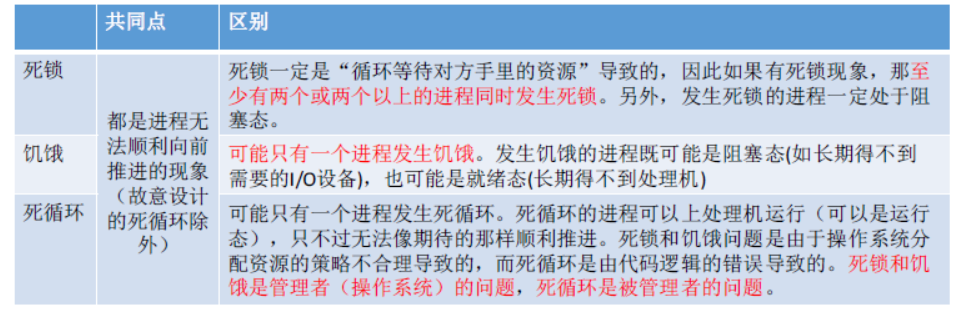 共同点 区别
死锁
死锁一定是“循环等待对方手里的资源”导致的，因此如果有死锁现象，那至
少有两个或两个以上的进程同时发生死锁。另外，发生死锁的进程一定处于阻
塞态。
都是进程无
法顺利向前
推进的现象
（故意设计
的死循环除
外）
饥饿
可能只有一个进程发生饥饿。发生饥饿的进程既可能是阻塞态(如长期得不到
需要的I/O设备)，也可能是就绪态(长期得不到处理机)
死循环
可能只有一个进程发生死循环。死循环的进程可以上处理机运行（可以是运行
态），只不过无法像期待的那样顺利推进。死锁和饥饿问题是由于操作系统分
配资源的策略不合理导致的，而死循环是由代码逻辑的错误导致的。死锁和饥
饿是管理者（操作系统）的问题，死循环是被管理者的问题。